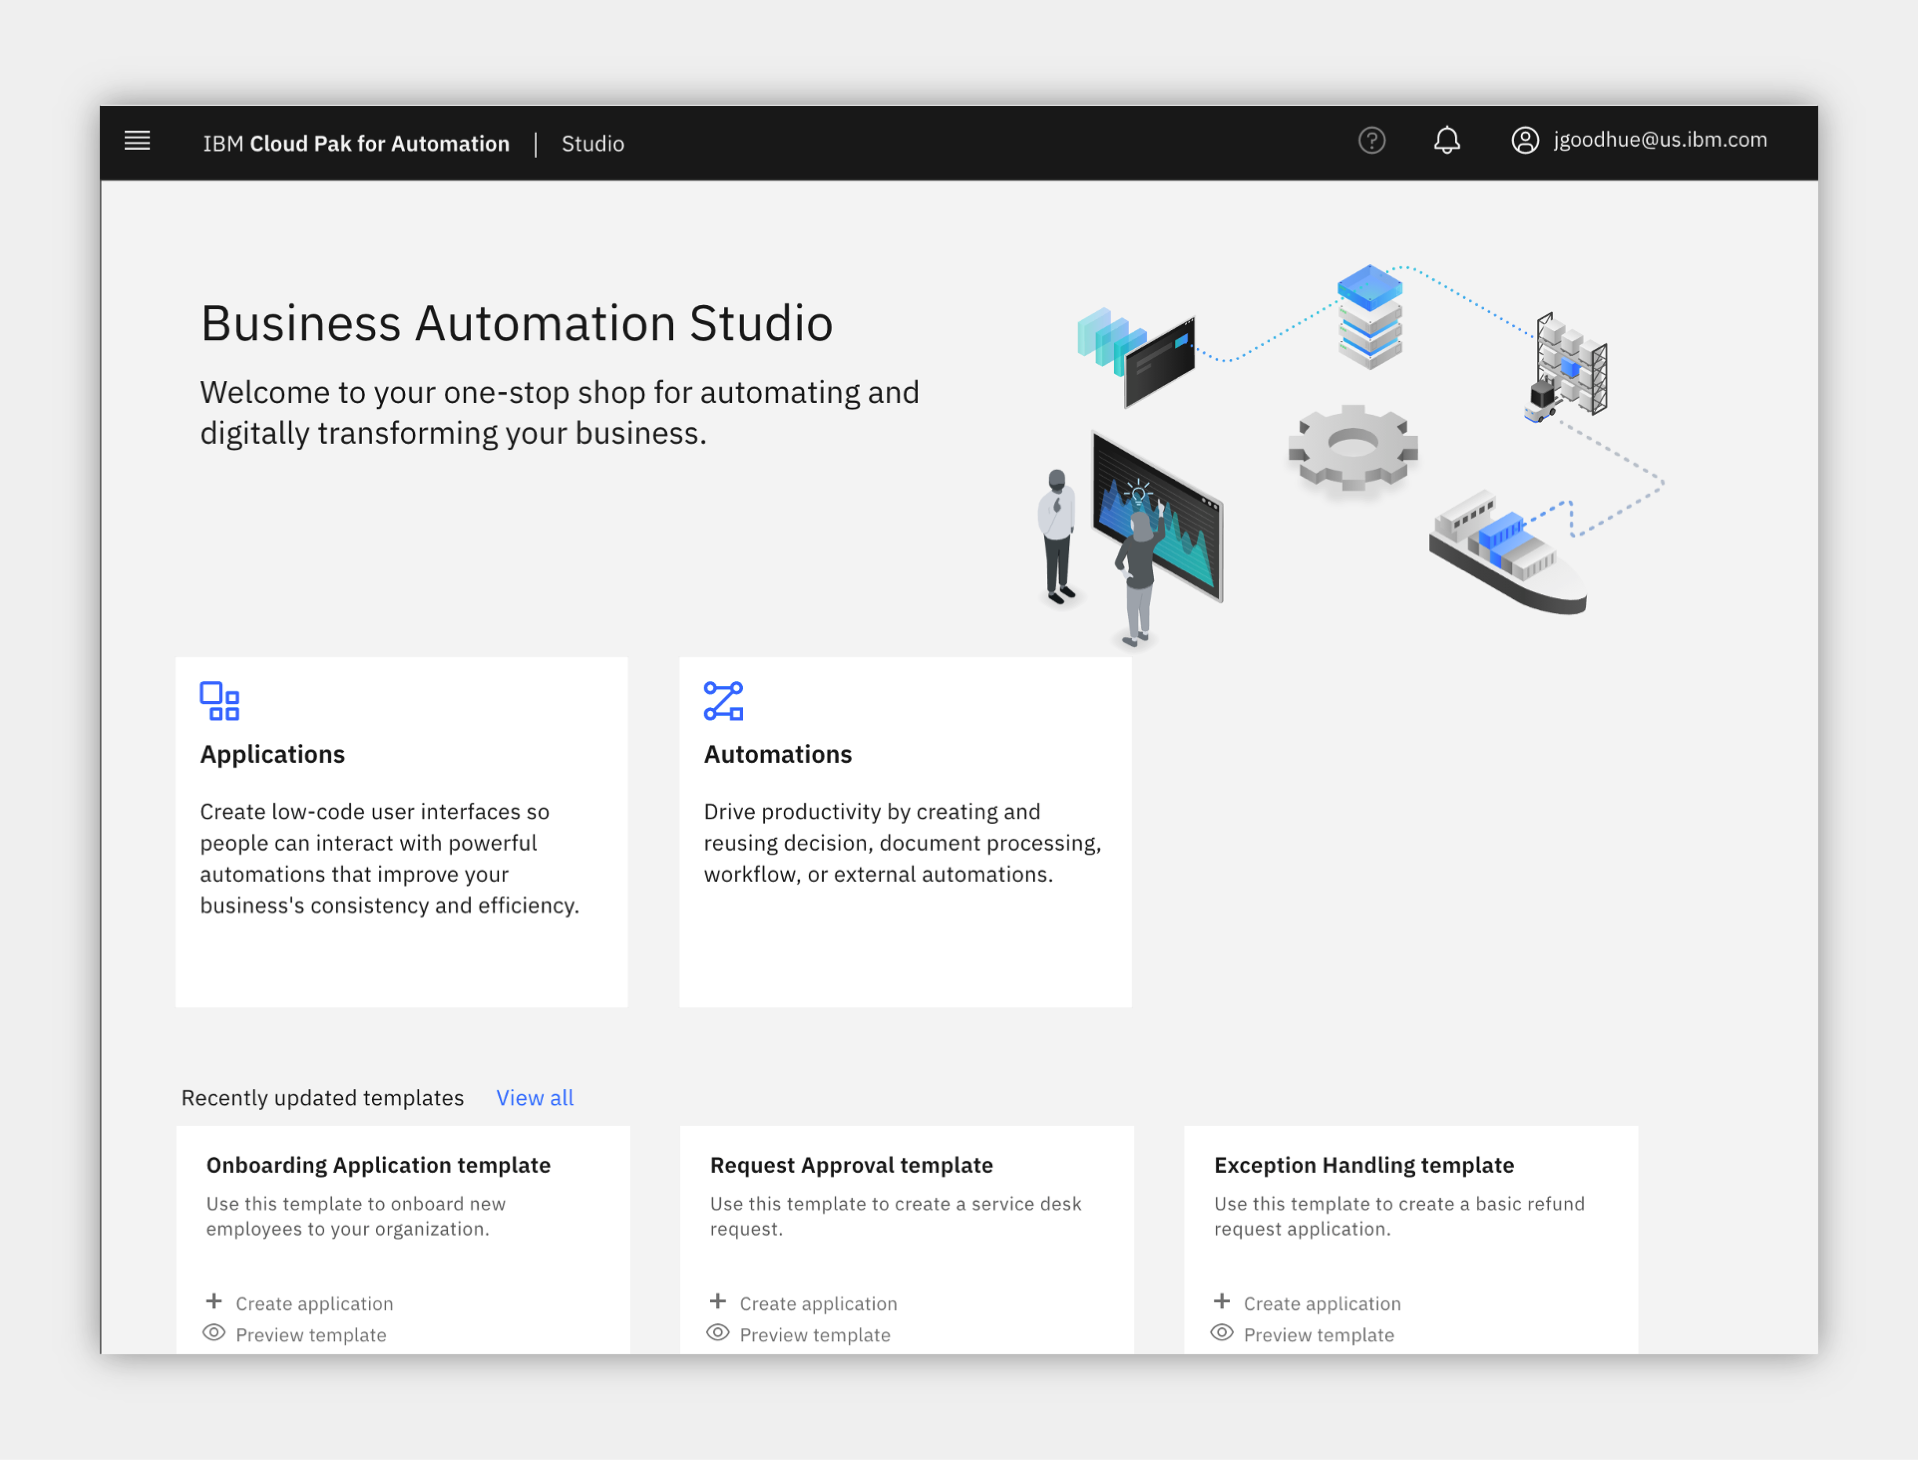 IBM Cloud Pak for Automation | Studio
jgoodhue@us.ibm.com
Business Automation Studio
Welcome to your one-stop shop for automating and
digitally transforming your business.
Applications
Create low-code user interfaces so
people can interact with powerful
automations that improve your
business's consistency and efficiency.
Automations
Drive productivity by creating and
reusing decision, document processing,
workflow, or external automations.
Recently updated templates View all
Onboarding Application template
Use this template to onboard new
employees to your organization.
Create application
Preview template
Request Approval template
Use this template to create a service desk
request.
Create application
Preview template
Exception Handling template
Use this template to create a basic refund
request application.
Create application
Preview template